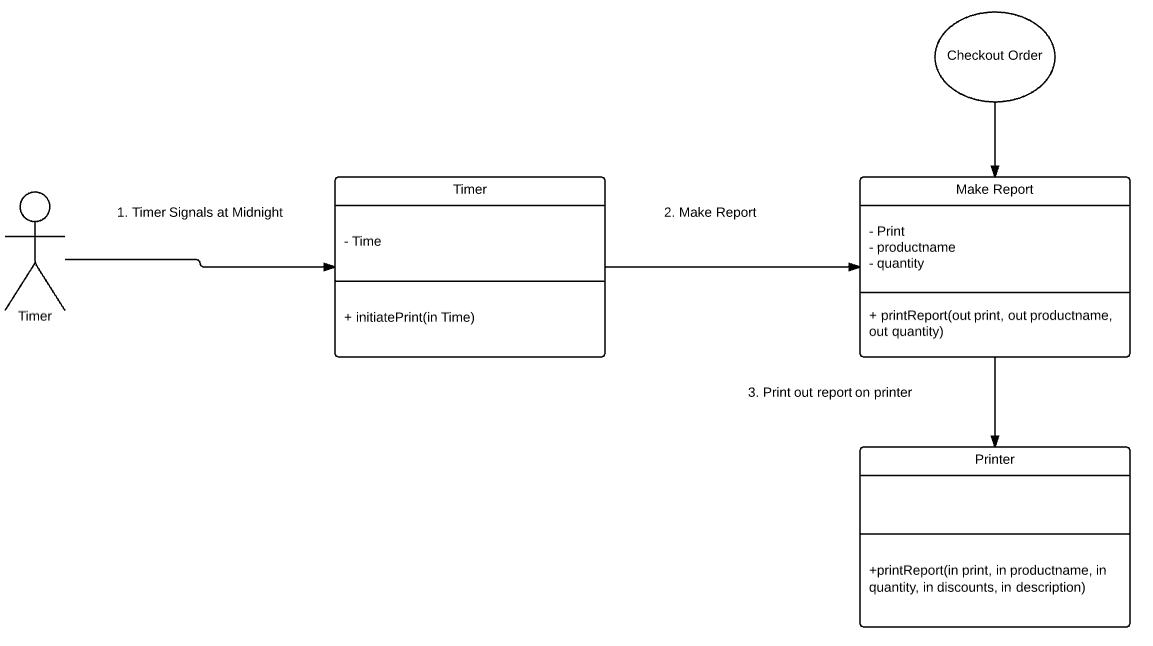 Checkout Order
Timer
1. Timer Signals at Midnight
Timer
- Time
+ initiatePrint(in Time)
2. Make Report
Make Report
- Print
- productname
- quantity
+ printReport(out print, out productname,
out quantity)
3. Print out report on printer
Printer
+printReport(in print, in productname, in
quantity, in discounts, in description)